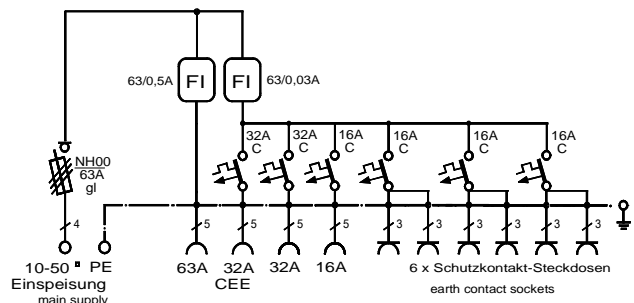 63/0,5A
FI
FI
63/0,03A
32A
C
32A
C
16A
C
16A
C
16A
C
16A
C
NH00
63A
gl
4
5
5
5
5
3
3
3
3
3
3
10-50 ▫ PE
Einspeisung
main supply
63A
32A
CEE
32A
16A
6 x Schutzkontakt-Steckdosen
earth contact sockets